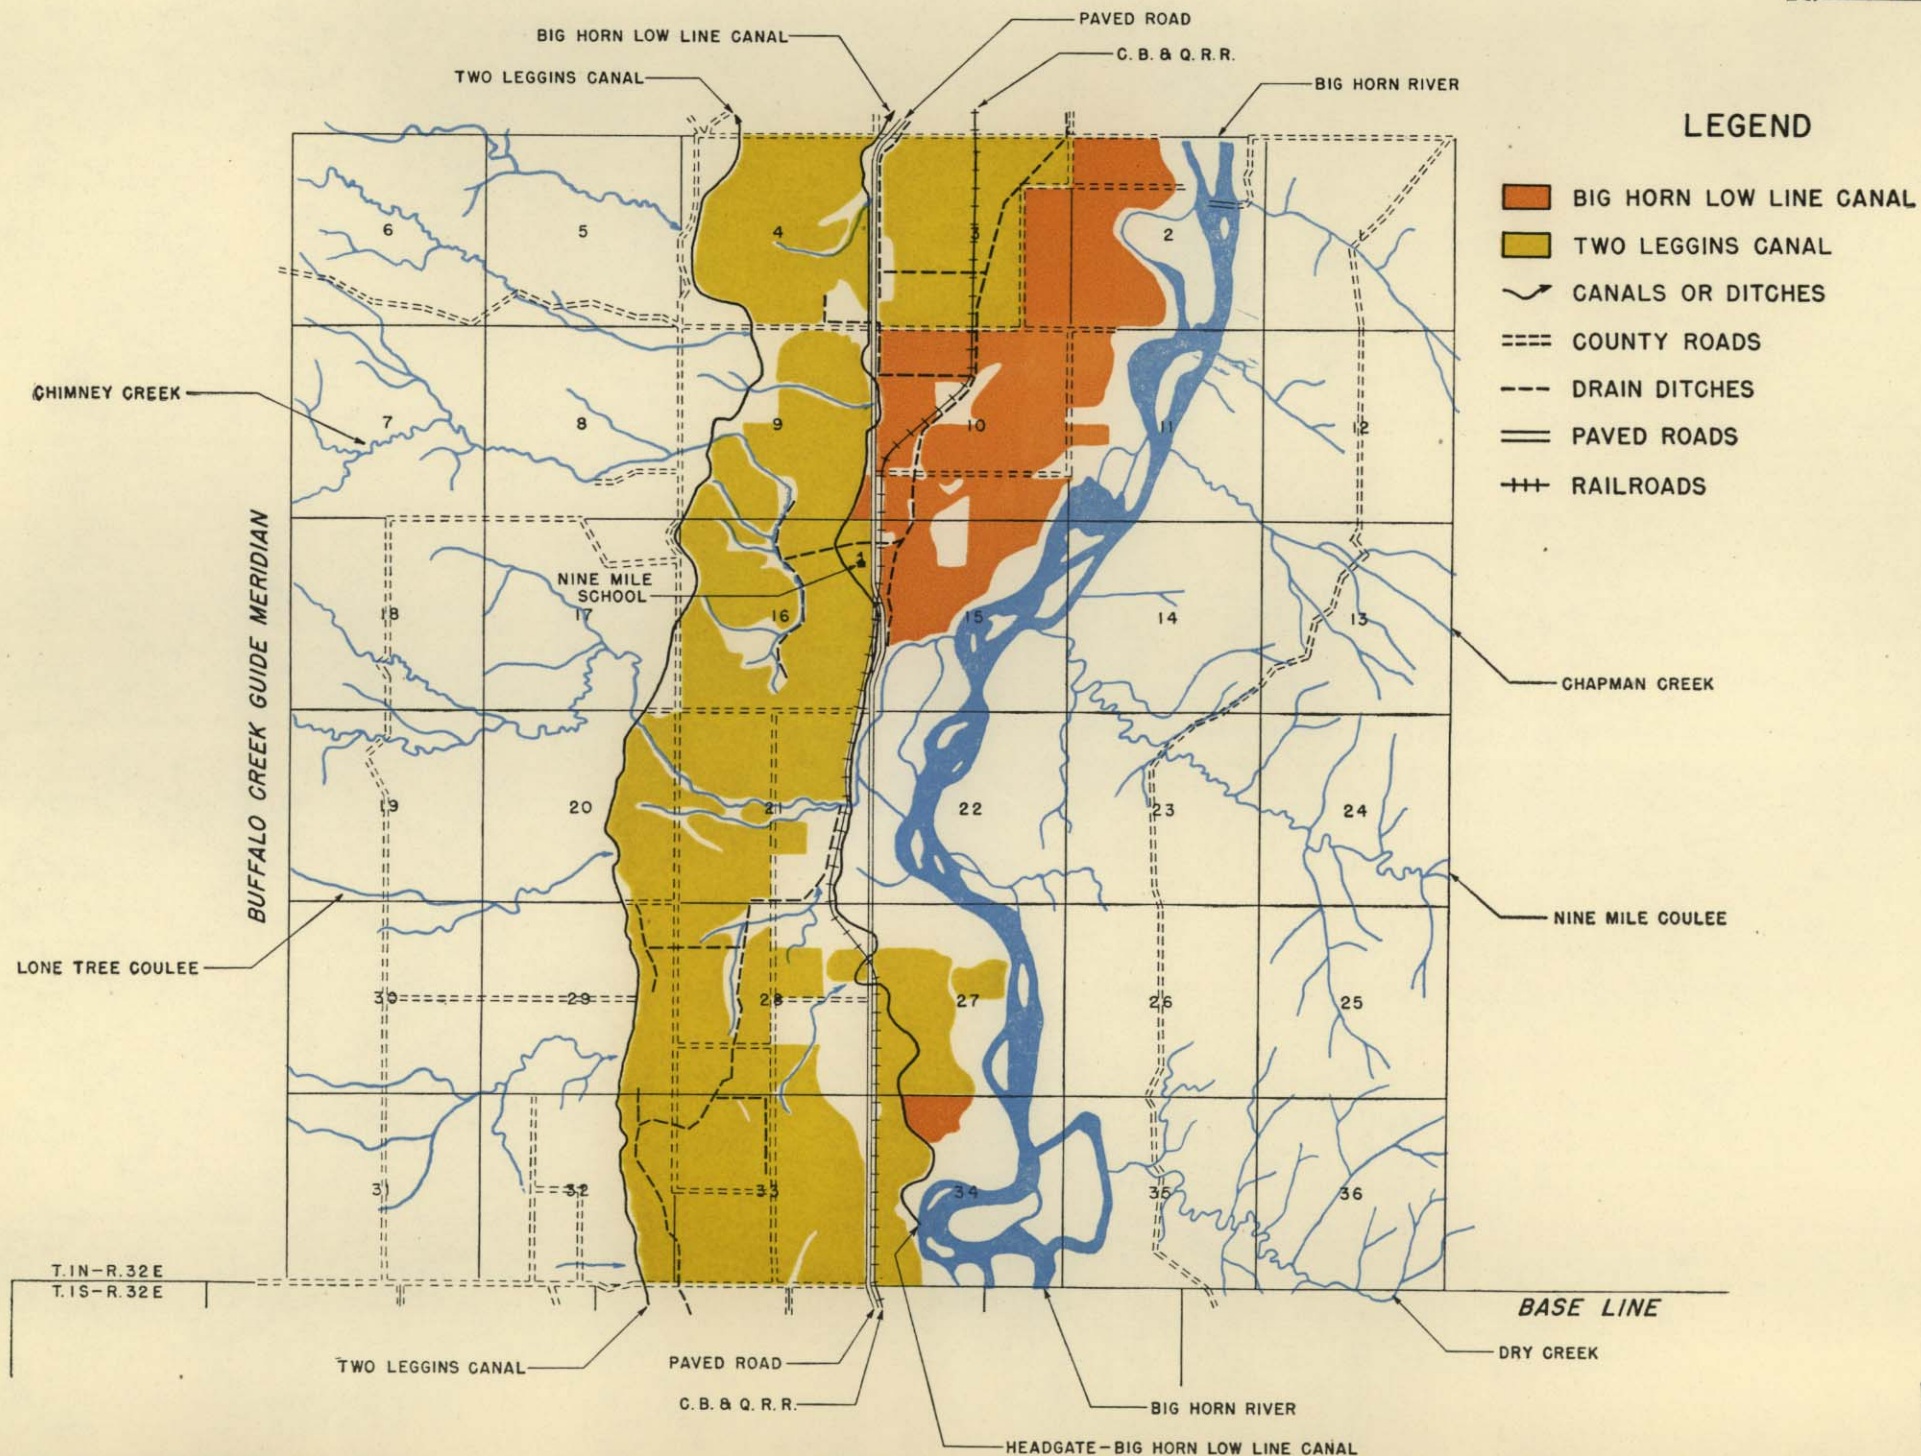 PAVED ROAD
BIG HORN LOW LINE CANAL
C.B. & Q. R.R.
TWO LEGGINS CANAL
BIG HORN RIVER
LEGEND
BIG HORN LOW LINE CANAL
TWO LEGGINS CANAL
CANALS OR DITCHES
COUNTY ROADS
DRAIN DITCHES
PAVED ROADS
RAILROADS
6
5
4
3
2
1
CHIMNEY CREEK
7
8
9
10
11
12
BUFFALO CREEK GUIDE MERIDIAN
NINE MILE
SCHOOL
18
17
16
15
14
13
CHAPMAN CREEK
19
20
21
22
23
24
NINE MILE COULEE
LONE TREE COULEE
30
29
28
27
26
25
31
32
33
34
35
36
T.1N-R.32E
T.1S-R.32E
BASE LINE
TWO LEGGINS CANAL
PAVED ROAD
DRY CREEK
C.B. & Q. R.R.
BIG HORN RIVER
HEADGATE-BIG HORN LOW LINE CANAL